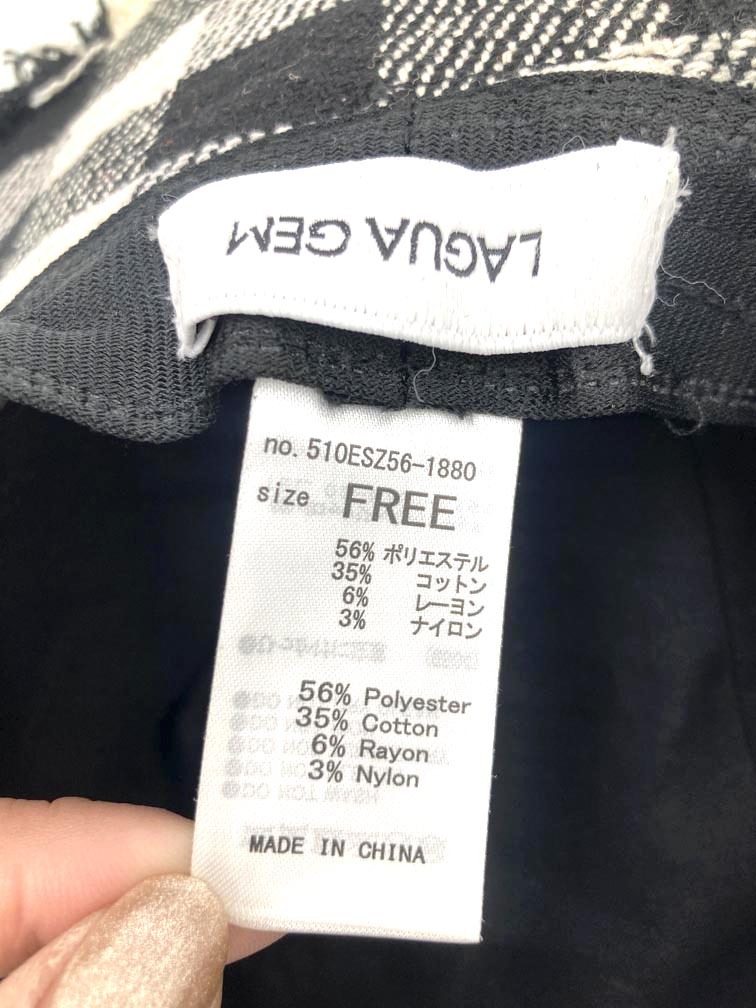 LAGUA GEM
no. 510ESZ56-1880
size FREE
56% ポリエステル
35% コットン
6% レーヨン
3% ナイロン
56% Polyester
35% Cotton
6% Rayon
3% Nylon
MADE IN CHINA